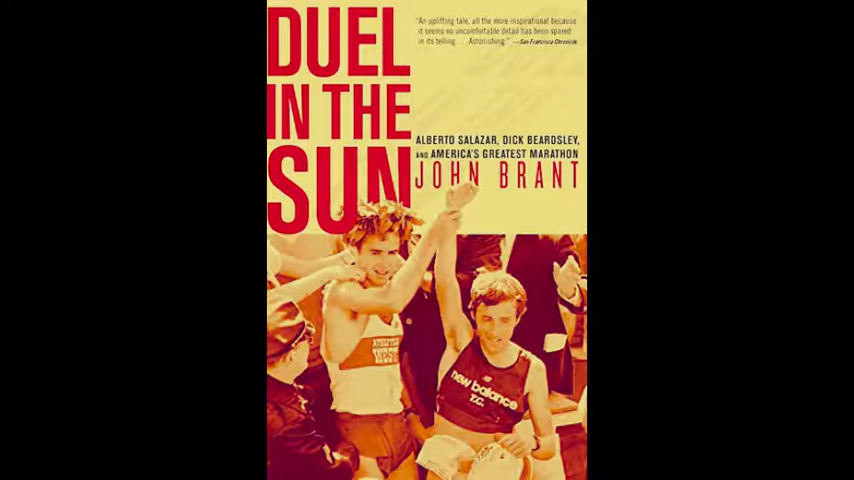 DUEL
IN THE
SUN
"An uplifting tale, all the more inspirational because
it seems no uncomfortable detail has been spared
in its telling. . . . Astonishing." —San Francisco Chronicle
ALBERTO SALAZAR, DICK BEARDSLEY,
AND AMERICA'S GREATEST MARATHON
JOHN BRANT
ATHLETICS
WEST
new balance
T.C.